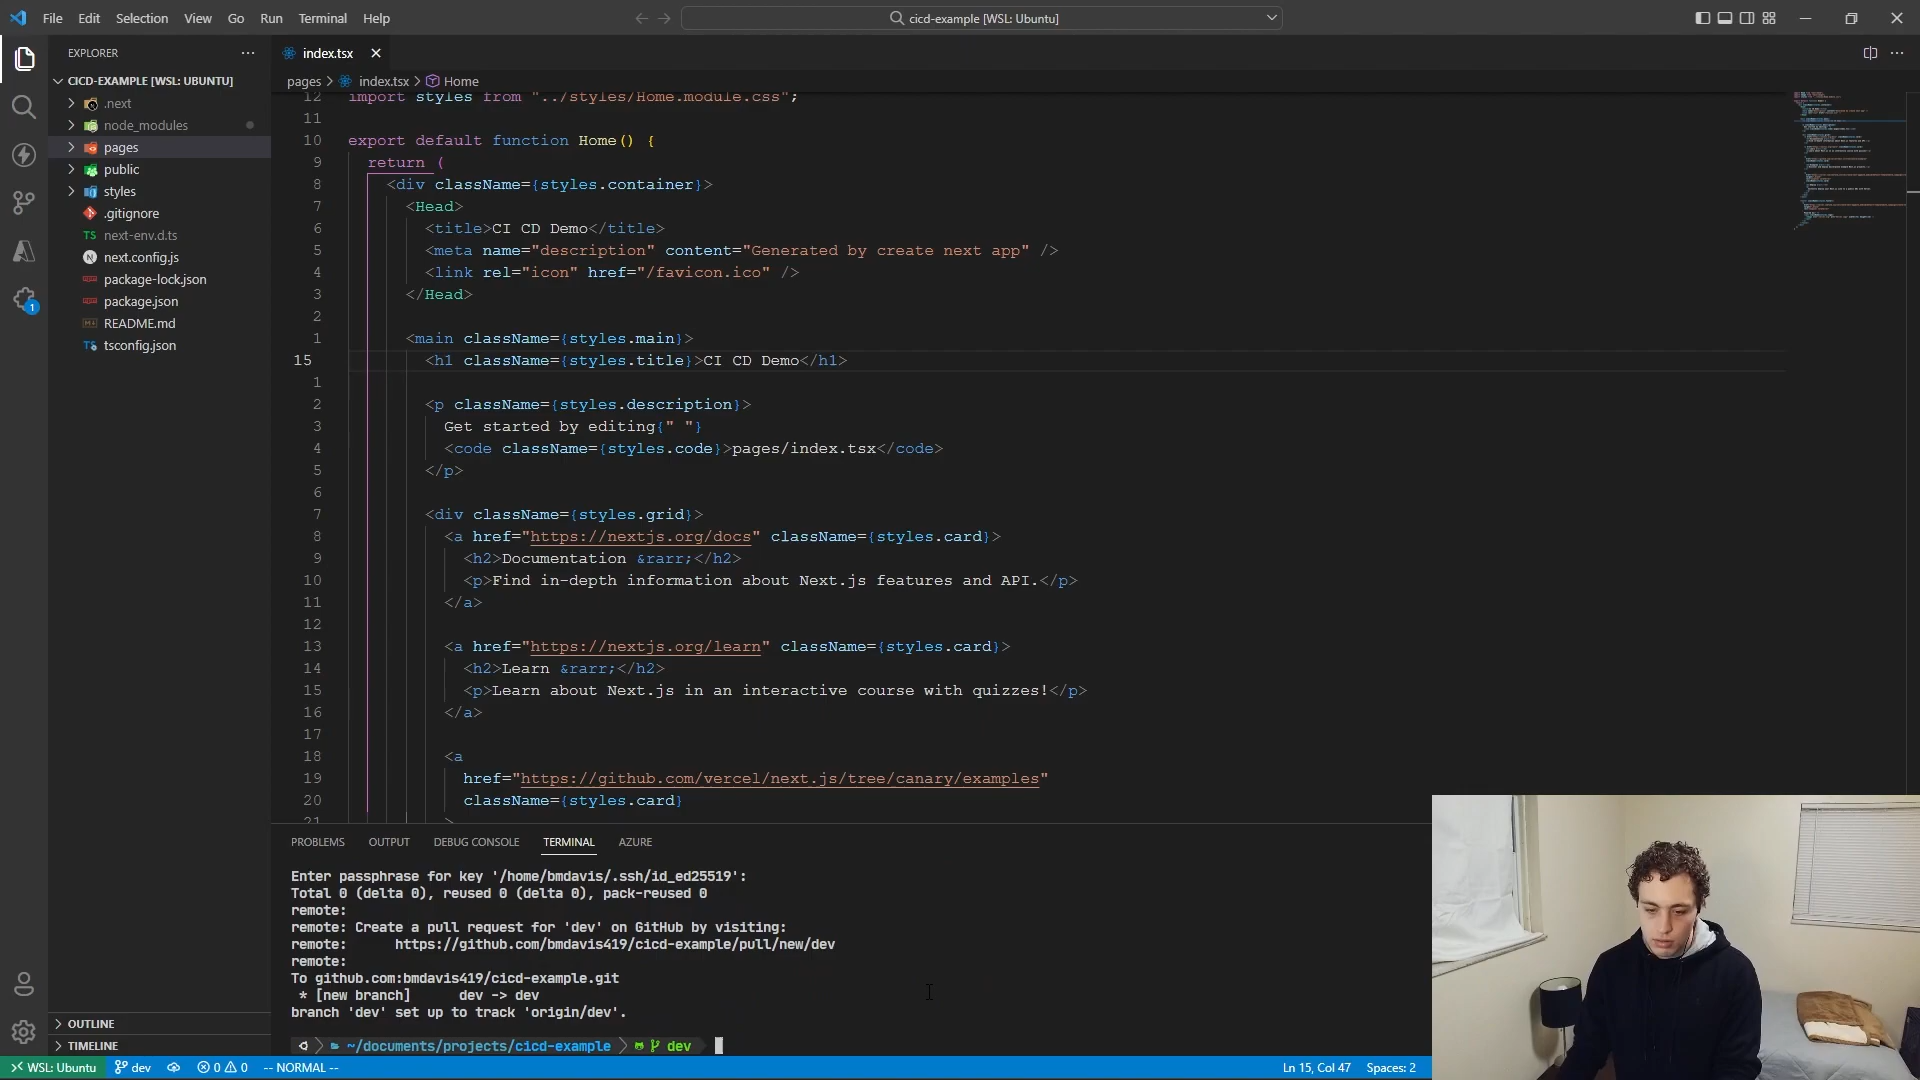 File Edit Selection View Go Run Terminal Help
cicd-example [WSL: Ubuntu]
EXPLORER
CICD-EXAMPLE [WSL: UBUNTU]
.next
node_modules
pages
public
styles
.gitignore
TS next-env.d.ts
N next.config.js
package-lock.json
package.json
README.md
TS tsconfig.json
OUTLINE
TIMELINE
1
index.tsx
pages > index.tsx > Home
12 import styles from "../styles/Home.module.css";
11
10 export default function Home() {
9 return (
8 <div className={styles.container}>
7 <Head>
6 <title>CI CD Demo</title>
5 <meta name="description" content="Generated by create next app" />
4 <link rel="icon" href="/favicon.ico" />
3 </Head>
2
1 <main className={styles.main}>
15 <h1 className={styles.title}>CI CD Demo</h1>
1
2 <p className={styles.description}>
3 Get started by editing{" "}
4 <code className={styles.code}>pages/index.tsx</code>
5 </p>
6
7 <div className={styles.grid}>
8 <a href="https://nextjs.org/docs" className={styles.card}>
9 <h2>Documentation &rarr;</h2>
10 <p>Find in-depth information about Next.js features and API.</p>
11 </a>
12
13 <a href="https://nextjs.org/learn" className={styles.card}>
14 <h2>Learn &rarr;</h2>
15 <p>Learn about Next.js in an interactive course with quizzes!</p>
16 </a>
17
18 <a
19 href="https://github.com/vercel/next.js/tree/canary/examples"
20 className={styles.card}
21 >
PROBLEMS OUTPUT DEBUG CONSOLE TERMINAL AZURE
Enter passphrase for key '/home/bmdavis/.ssh/id_ed25519':
Total 0 (delta 0), reused 0 (delta 0), pack-reused 0
remote:
remote: Create a pull request for 'dev' on GitHub by visiting:
remote: https://github.com/bmdavis419/cicd-example/pull/new/dev
remote:
To github.com:bmdavis419/cicd-example.git
* [new branch] dev -> dev
branch 'dev' set up to track 'origin/dev'.
~/documents/projects/cicd-example dev
WSL: Ubuntu dev 0 0 -- NORMAL -- Ln 15, Col 47 Spaces: 2